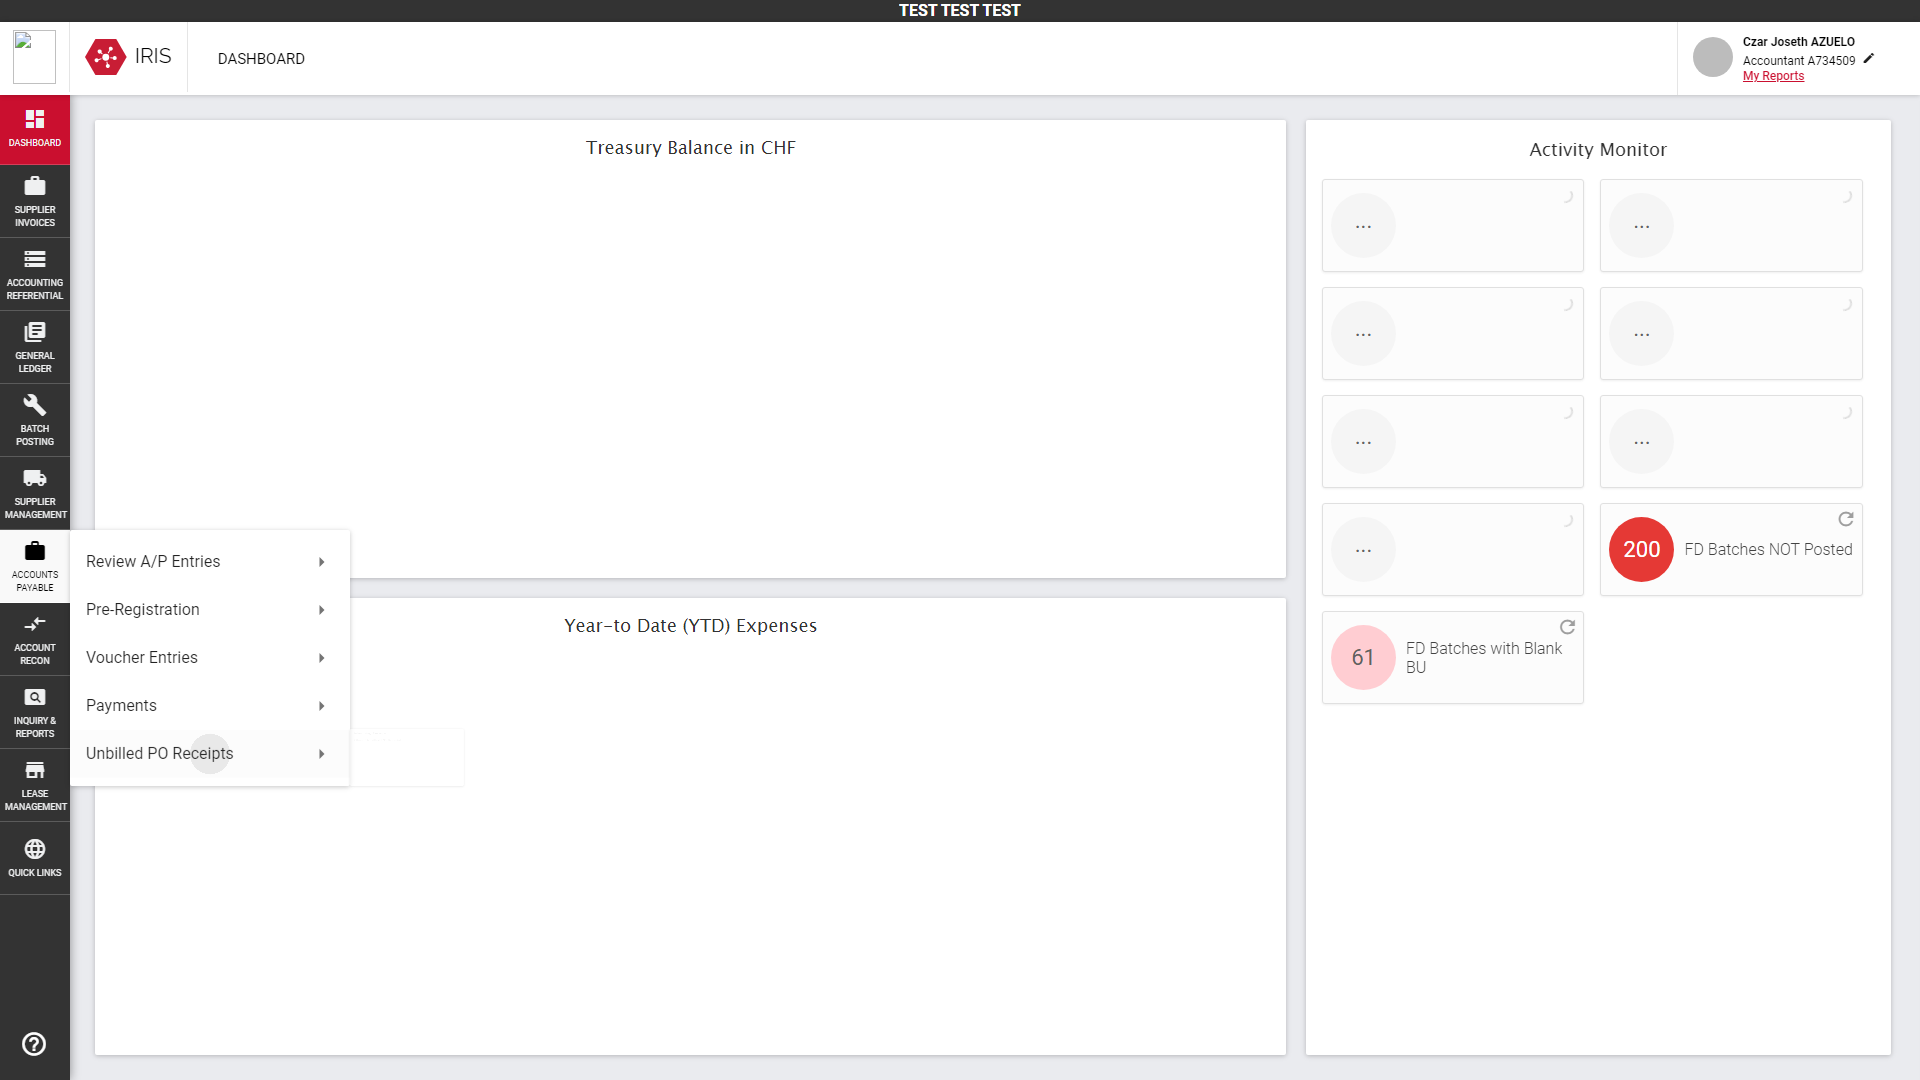 TEST TEST TEST
IRIS
DASHBOARD
Czar Joseth AZUELO
Accountant A734509
My Reports
DASHBOARD
SUPPLIER
INVOICES
ACCOUNTING
REFERENTIAL
GENERAL
LEDGER
BATCH
POSTING
SUPPLIER
MANAGEMENT
ACCOUNTS
PAYABLE
ACCOUNT
RECON
INQUIRY &
REPORTS
LEASE
MANAGEMENT
QUICK LINKS
Review A/P Entries
Pre-Registration
Voucher Entries
Payments
Unbilled PO Receipts
Treasury Balance in CHF
Year-to Date (YTD) Expenses
Activity Monitor
...
...
...
...
...
...
...
200 FD Batches NOT Posted
61 FD Batches with Blank
BU